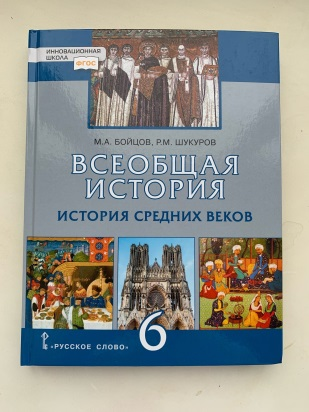 ИННОВАЦИОННАЯ
ШКОЛА
ФГОС
М.А. БОЙЦОВ, Р.М. ШУКУРОВ
ВСЕОБЩАЯ
ИСТОРИЯ
ИСТОРИЯ СРЕДНИХ ВЕКОВ
6
«РУССКОЕ СЛОВО»